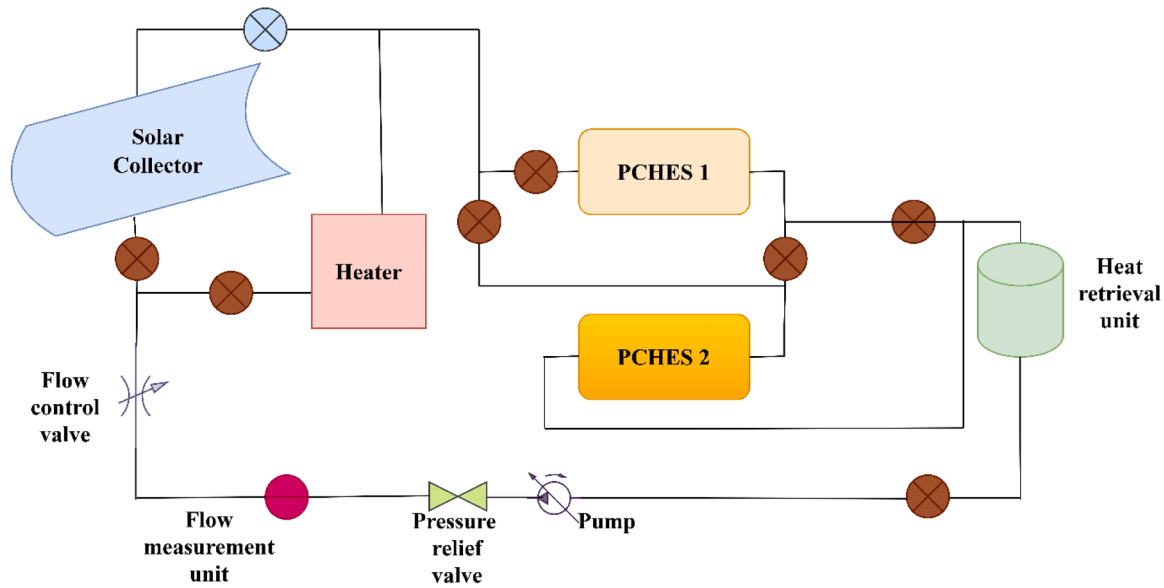 Solar
Collector
PCHES 1
Heater
Heat
retrieval
unit
PCHES 2
Flow
control
valve
Flow
measurement
unit
Pressure
relief
valve
Pump